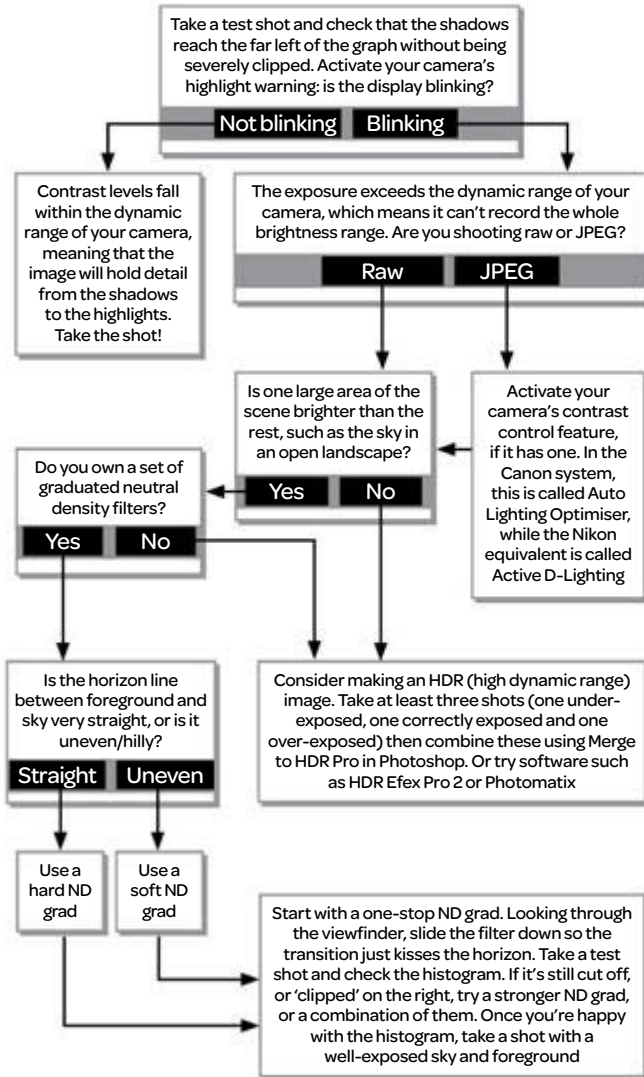 Take a test shot and check that the shadows
reach the far left of the graph without being
severely clipped. Activate your camera's
highlight warning: is the display blinking?
Not blinking
Blinking
Contrast levels fall
within the dynamic
range of your camera,
meaning that the
image will hold detail
from the shadows
to the highlights.
Take the shot!
The exposure exceeds the dynamic range of your
camera, which means it can't record the whole
brightness range. Are you shooting raw or JPEG?
Raw
JPEG
Is one large area of the
scene brighter than the
rest, such as the sky in
an open landscape?
Yes
No
Activate your
camera's contrast
control feature,
if it has one. In the
Canon system,
this is called Auto
Lighting Optimiser,
while the Nikon
equivalent is called
Active D-Lighting
Do you own a set of
graduated neutral
density filters?
Yes
No
Is the horizon line
between foreground and
sky very straight, or is it
uneven/hilly?
Straight
Uneven
Consider making an HDR (high dynamic range)
image. Take at least three shots (one under-
exposed, one correctly exposed and one
over-exposed) then combine these using Merge
to HDR Pro in Photoshop. Or try software such
as HDR Efex Pro 2 or Photomatix
Use a
hard ND
grad
Use a
soft ND
grad
Start with a one-stop ND grad. Looking through
the viewfinder, slide the filter down so the
transition just kisses the horizon. Take a test
shot and check the histogram. If it's still cut off,
or 'clipped' on the right, try a stronger ND grad,
or a combination of them. Once you're happy
with the histogram, take a shot with a
well-exposed sky and foreground